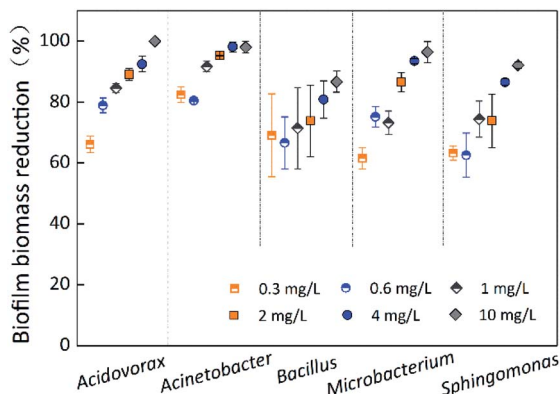 Biofilm biomass reduction (%)
100
80
60
40
20
0
0.3 mg/L 0.6 mg/L 1 mg/L
2 mg/L 4 mg/L 10 mg/L
Acidovorax
Acinetobacter
Bacillus
Microbacterium
Sphingomonas